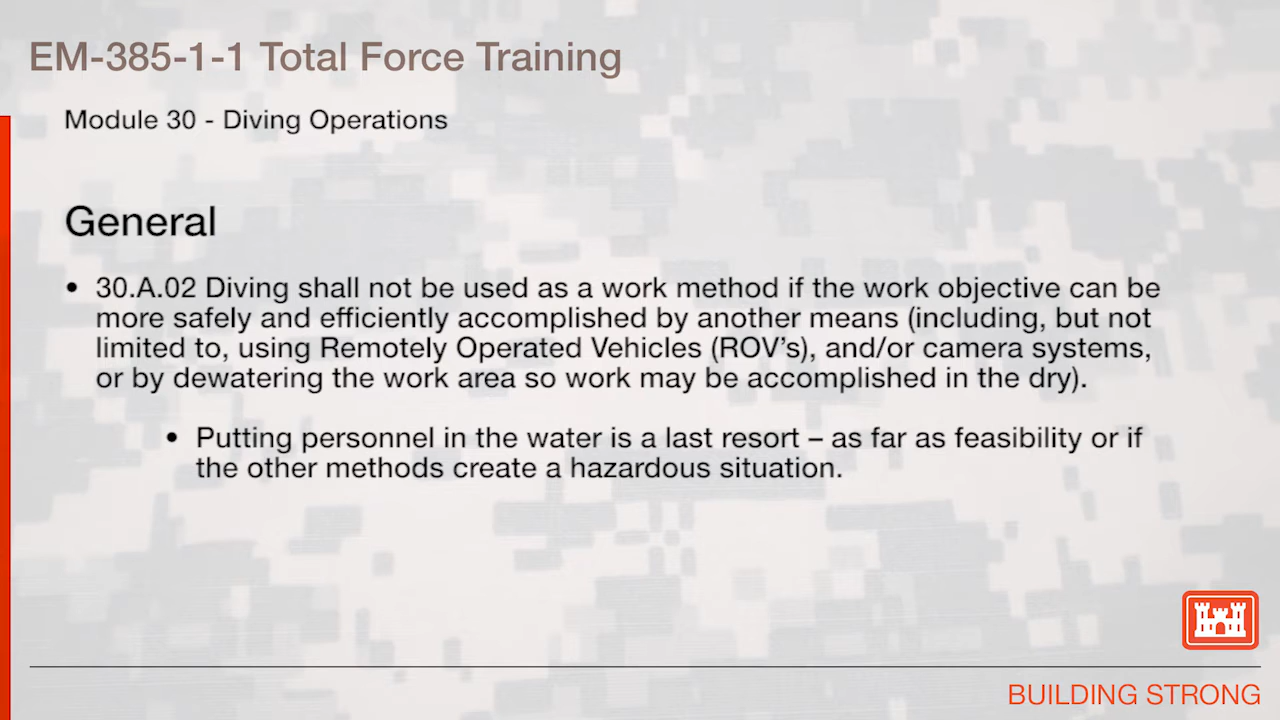 EM-385-1-1 Total Force Training
Module 30 - Diving Operations
General
• 30.A.02 Diving shall not be used as a work method if the work objective can be
more safely and efficiently accomplished by another means (including, but not
limited to, using Remotely Operated Vehicles (ROV's), and/or camera systems,
or by dewatering the work area so work may be accomplished in the dry).
• Putting personnel in the water is a last resort – as far as feasibility or if
the other methods create a hazardous situation.
BUILDING STRONG